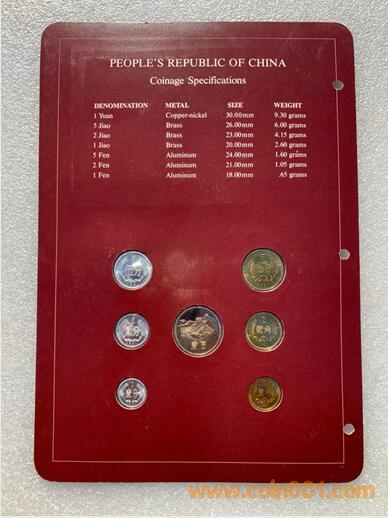 PEOPLE'S REPUBLIC OF CHINA
Coinage Specifications
DENOMINATION METAL SIZE WEIGHT
1 Yuan Copper-nickel 30.00mm 9.30 grams
5 Jiao Brass 26.00mm 6.00 grams
2 Jiao Brass 23.00mm 4.15 grams
1 Jiao Brass 20.00mm 2.60 grams
5 Fen Aluminum 24.00mm 1.60 grams
2 Fen Aluminum 21.00mm 1.05 grams
1 Fen Aluminum 18.00mm .65 grams
www.coin001.com